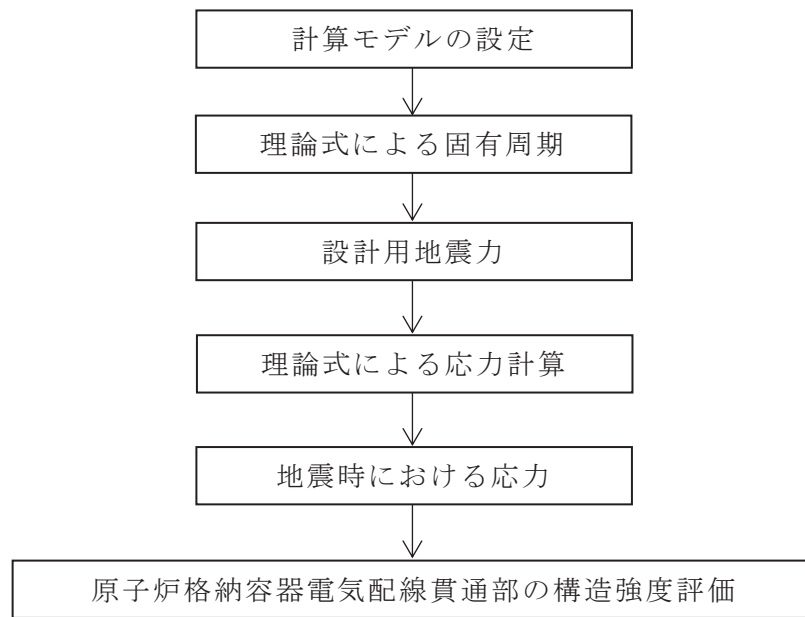 計算モデルの設定
理論式による固有周期
設計用地震力
理論式による応力計算
地震時における応力
原子炉格納容器電気配線貫通部の構造強度評価